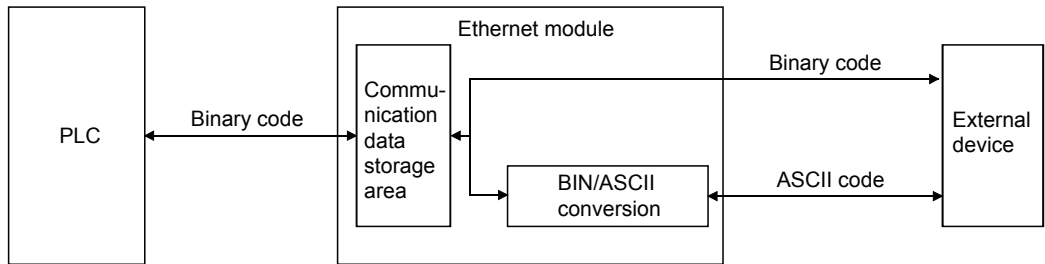 Ethernet module
PLC
Binary code
Commu-
nication
data
storage
area
Binary code
BIN/ASCII
conversion
ASCII code
External
device